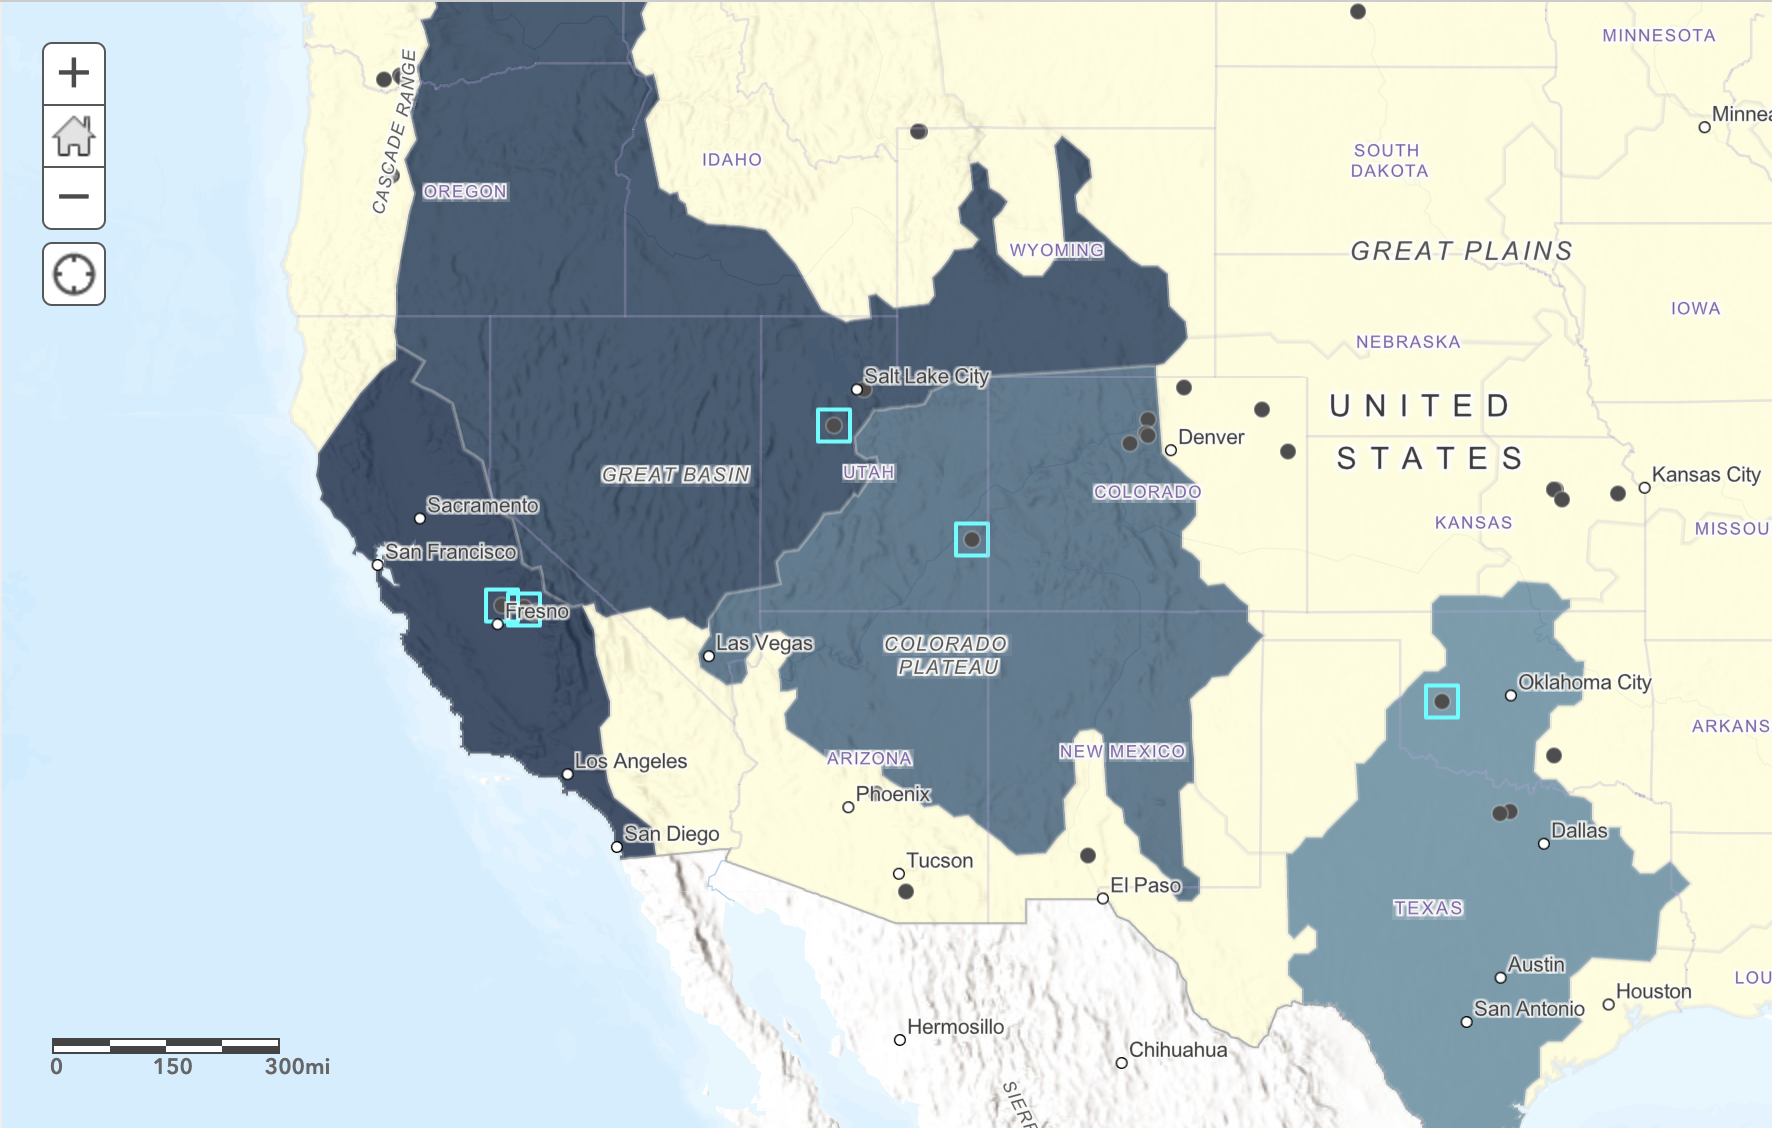 MINNESOTA
Minnea
CASCADE RANGE
OREGON
IDAHO
SOUTH
DAKOTA
WYOMING
GREAT PLAINS
IOWA
NEBRASKA
Salt Lake City
UNITED
STATES
Denver
GREAT BASIN
UTAH
COLORADO
Kansas City
Sacramento
KANSAS
MISSOU
San Francisco
Fresno
Las Vegas
COLORADO
PLATEAU
Oklahoma City
ARKANS
Los Angeles
ARIZONA
NEW MEXICO
Phoenix
San Diego
Dallas
Tucson
El Paso
TEXAS
Austin
LOU
Houston
San Antonio
Hermosillo
Chihuahua
0 150 300mi
SIERR